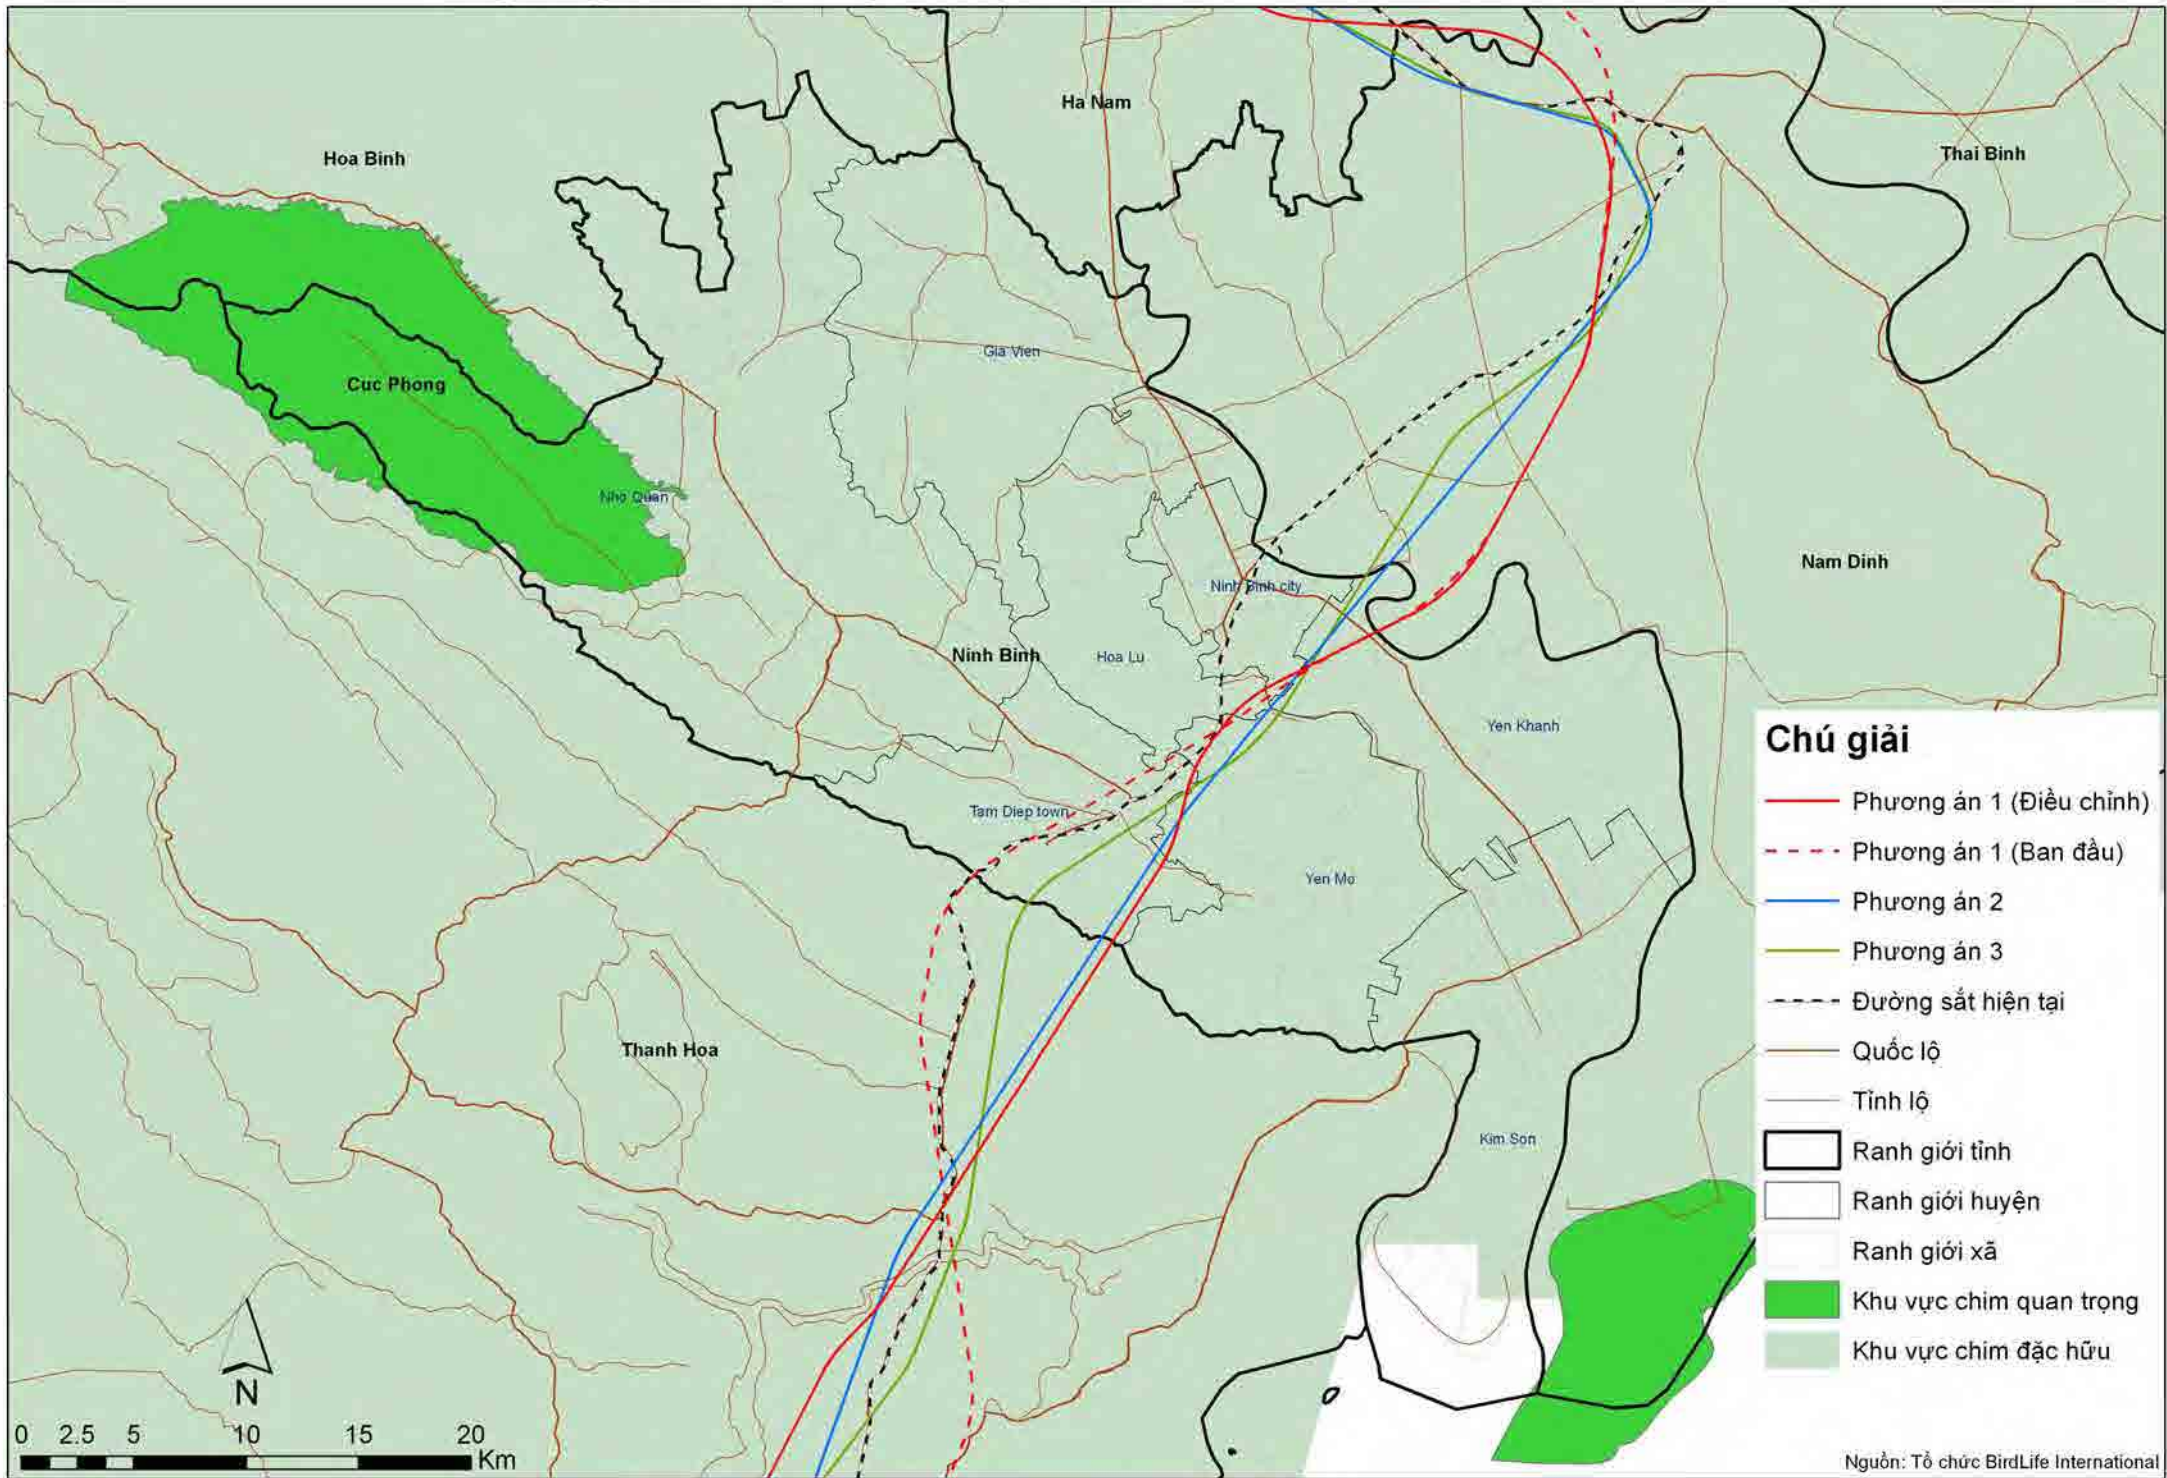 Ha Nam
Hoa Binh
Thai Binh
Gia Vien
Cuc Phong
Nho Quan
Nam Dinh
Ninh Binh city
Ninh Binh
Hoa Lu
Yen Khanh
Tam Diep town
Yen Mo
Thanh Hoa
Kim Son
Chú giải
Phương án 1 (Điều chỉnh)
Phương án 1 (Ban đầu)
Phương án 2
Phương án 3
Đường sắt hiện tại
Quốc lộ
Tỉnh lộ
Ranh giới tỉnh
Ranh giới huyện
Ranh giới xã
Khu vực chim quan trọng
Khu vực chim đặc hữu
N
0 2.5 5 10 15 20
Km
Nguồn: Tổ chức BirdLife International